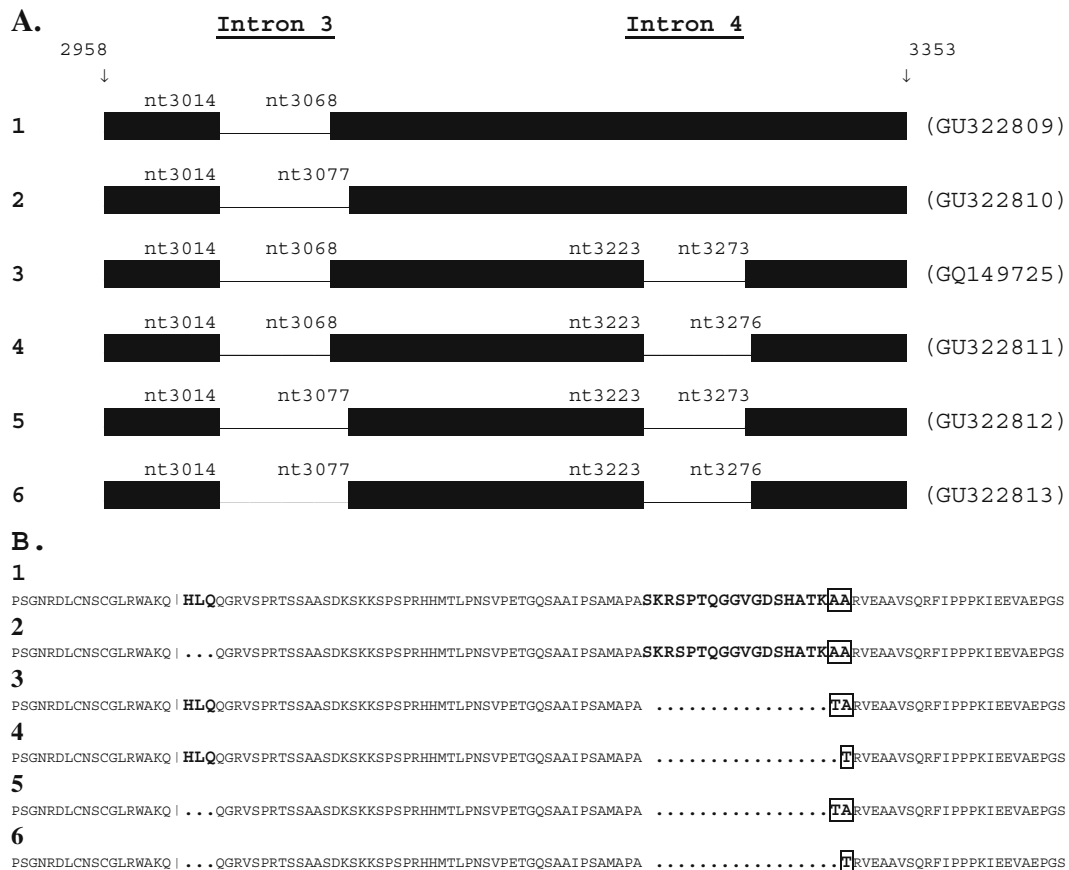 A. Intron 3 Intron 4
2958 3353
↓ ↓
nt3014 nt3068
1 (GU322809)
nt3014 nt3077
2 (GU322810)
nt3014 nt3068 nt3223 nt3273
3 (GQ149725)
nt3014 nt3068 nt3223 nt3276
4 (GU322811)
nt3014 nt3077 nt3223 nt3273
5 (GU322812)
nt3014 nt3077 nt3223 nt3276
6 (GU322813)
B.
1
PSGNRDLCNSCGLRWAKQ|HLQQGRVSPRTSSAASDKSKKSPSPRHHMTLPNSVPETGQSAAIPSAMAPASKRSPTQGGVGDSHATKAARVEAAVSQRFIPPPKIEEVAEPGS
2
PSGNRDLCNSCGLRWAKQ|...QGRVSPRTSSAASDKSKKSPSPRHHMTLPNSVPETGQSAAIPSAMAPASKRSPTQGGVGDSHATKAARVEAAVSQRFIPPPKIEEVAEPGS
3
PSGNRDLCNSCGLRWAKQ|HLQQGRVSPRTSSAASDKSKKSPSPRHHMTLPNSVPETGQSAAIPSAMAPA ................TARVEAAVSQRFIPPPKIEEVAEPGS
4
PSGNRDLCNSCGLRWAKQ|HLQQGRVSPRTSSAASDKSKKSPSPRHHMTLPNSVPETGQSAAIPSAMAPA .................TRVEAAVSQRFIPPPKIEEVAEPGS
5
PSGNRDLCNSCGLRWAKQ|...QGRVSPRTSSAASDKSKKSPSPRHHMTLPNSVPETGQSAAIPSAMAPA ................TARVEAAVSQRFIPPPKIEEVAEPGS
6
PSGNRDLCNSCGLRWAKQ|...QGRVSPRTSSAASDKSKKSPSPRHHMTLPNSVPETGQSAAIPSAMAPA .................TRVEAAVSQRFIPPPKIEEVAEPGS